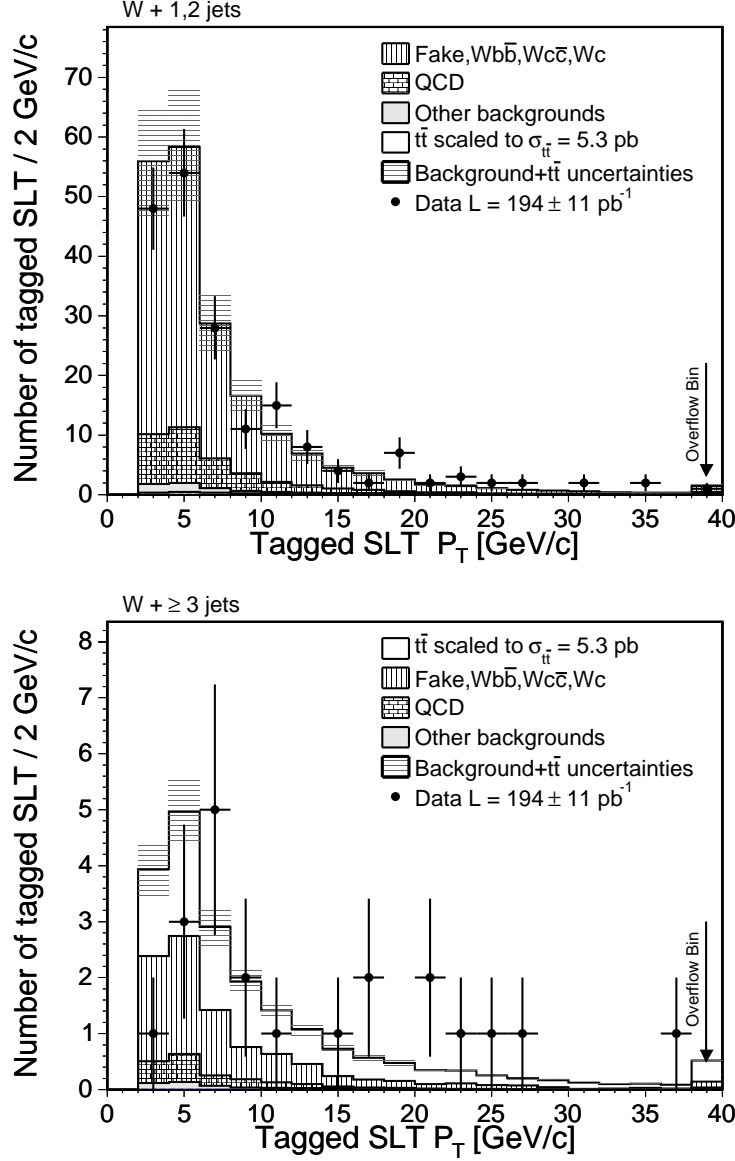 W + 1,2 jets
Number of tagged SLT / 2 GeV/c
70
60
50
40
30
20
10
0
Fake,Wbb̅,Wcc̅,Wc
QCD
Other backgrounds
tt̅ scaled to σtt̅ = 5.3 pb
Background+tt̅ uncertainties
Data L = 194 ± 11 pb⁻¹
Overflow Bin
0 5 10 15 20 25 30 35 40
Tagged SLT P_T [GeV/c]
W + ≥ 3 jets
Number of tagged SLT / 2 GeV/c
8
7
6
5
4
3
2
1
0
tt̅ scaled to σtt̅ = 5.3 pb
Fake,Wbb̅,Wcc̅,Wc
QCD
Other backgrounds
Background+tt̅ uncertainties
Data L = 194 ± 11 pb⁻¹
Overflow Bin
0 5 10 15 20 25 30 35 40
Tagged SLT P_T [GeV/c]